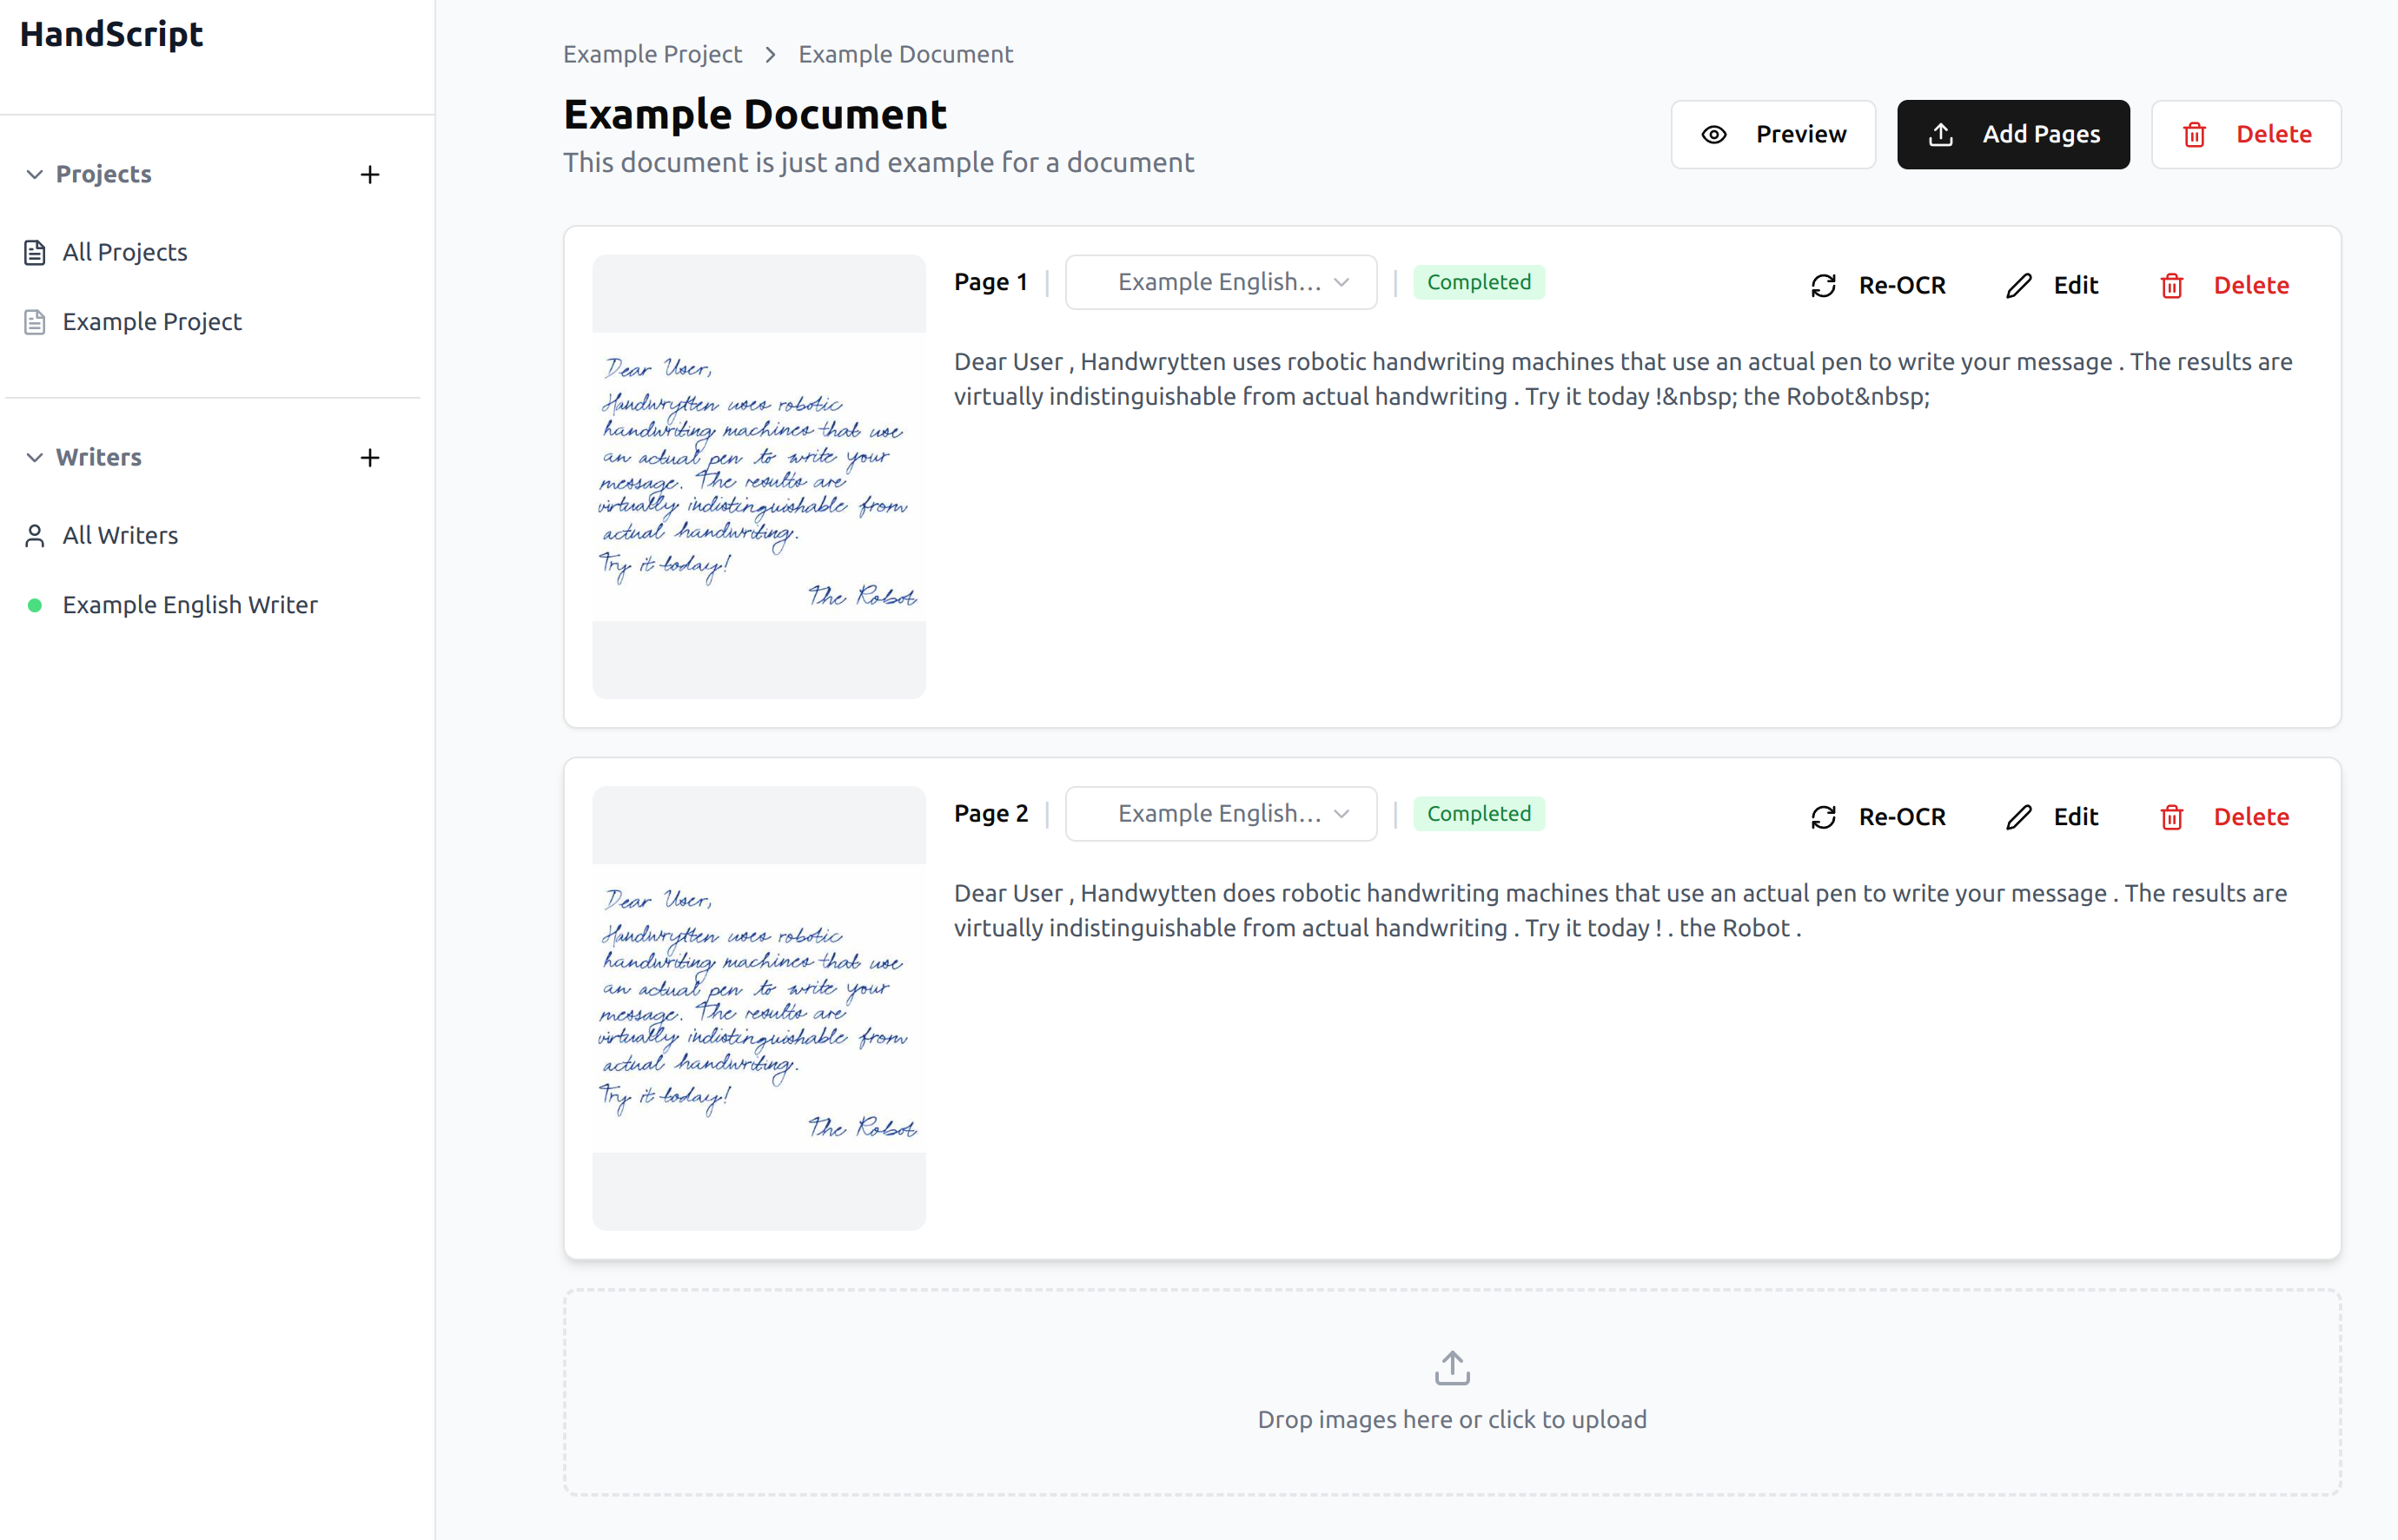 HandScript
Projects
All Projects
Example Project
Writers
All Writers
Example English Writer
Example Project > Example Document
Example Document
This document is just and example for a document
Preview
Add Pages
Delete
Page 1 | Example English... | Completed
Re-OCR
Edit
Delete
Dear User,
Handwrytten uses robotic
handwriting machines that use
an actual pen to write your
message. The results are
virtually indistinguishable from
actual handwriting.
Try it today!
The Robot
Dear User , Handwrytten uses robotic handwriting machines that use an actual pen to write your message . The results are
virtually indistinguishable from actual handwriting . Try it today !&nbsp; the Robot&nbsp;
Page 2 | Example English... | Completed
Re-OCR
Edit
Delete
Dear User,
Handwrytten uses robotic
handwriting machines that use
an actual pen to write your
message. The results are
virtually indistinguishable from
actual handwriting.
Try it today!
The Robot
Dear User , Handwytten does robotic handwriting machines that use an actual pen to write your message . The results are
virtually indistinguishable from actual handwriting . Try it today ! . the Robot .
Drop images here or click to upload